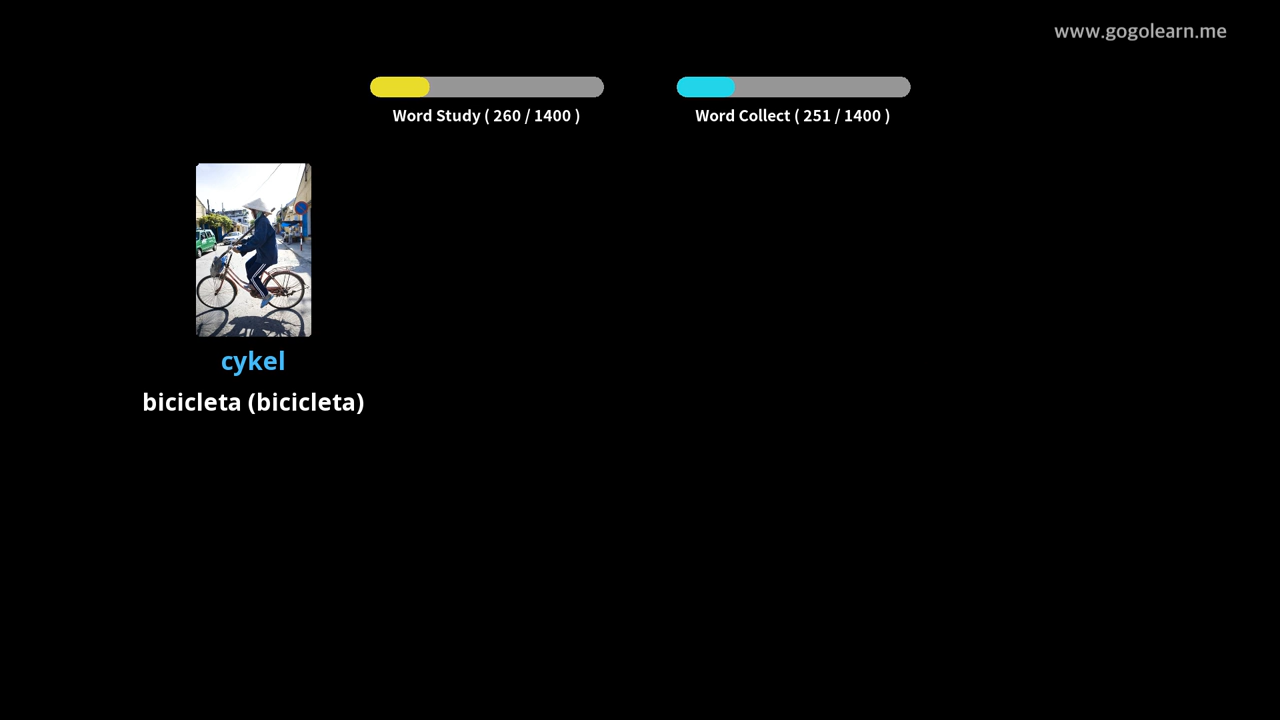 www.gogolearn.me
Word Study ( 260 / 1400 )
Word Collect ( 251 / 1400 )
cykel
bicicleta (bicicleta)